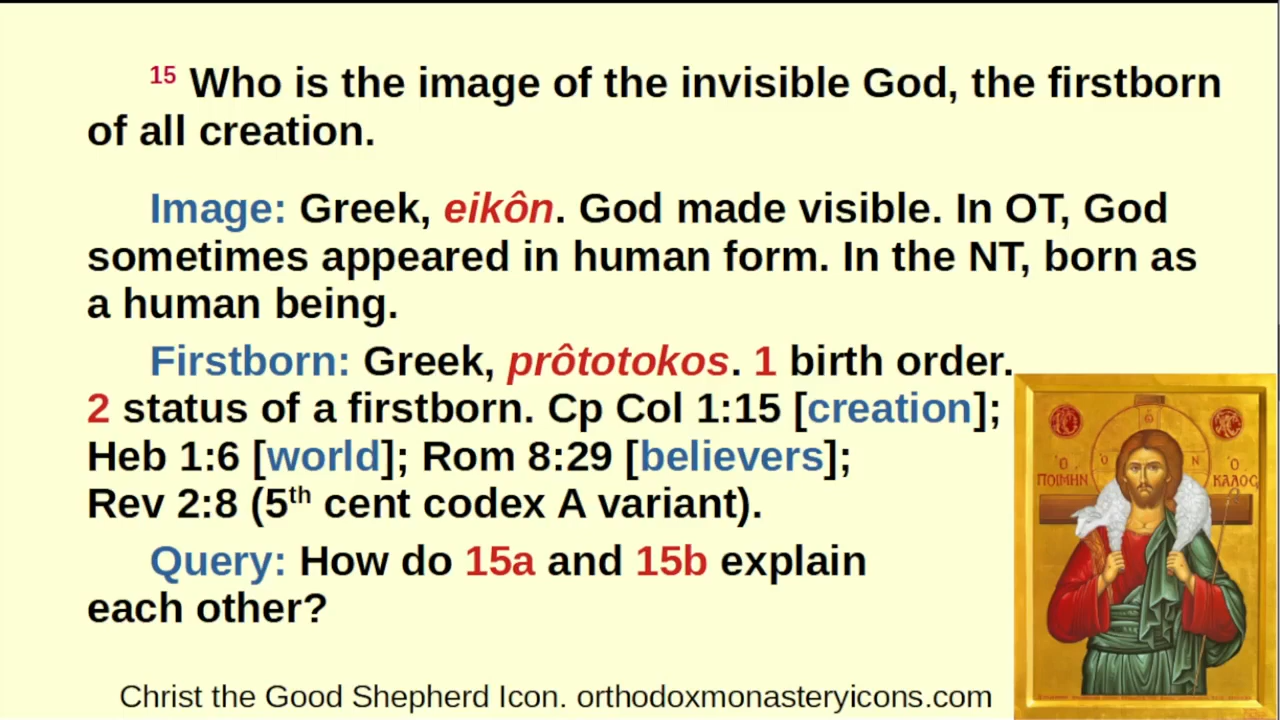 15 Who is the image of the invisible God, the firstborn
of all creation.
Image: Greek, eikôn. God made visible. In OT, God
sometimes appeared in human form. In the NT, born as
a human being.
Firstborn: Greek, prôtotokos. 1 birth order.
2 status of a firstborn. Cp Col 1:15 [creation];
Heb 1:6 [world]; Rom 8:29 [believers];
Rev 2:8 (5th cent codex A variant).
Query: How do 15a and 15b explain
each other?
Ὁ ΠΟΙΜΗΝ
Ὁ ΚΑΛΟC
Christ the Good Shepherd Icon. orthodoxmonasteryicons.com